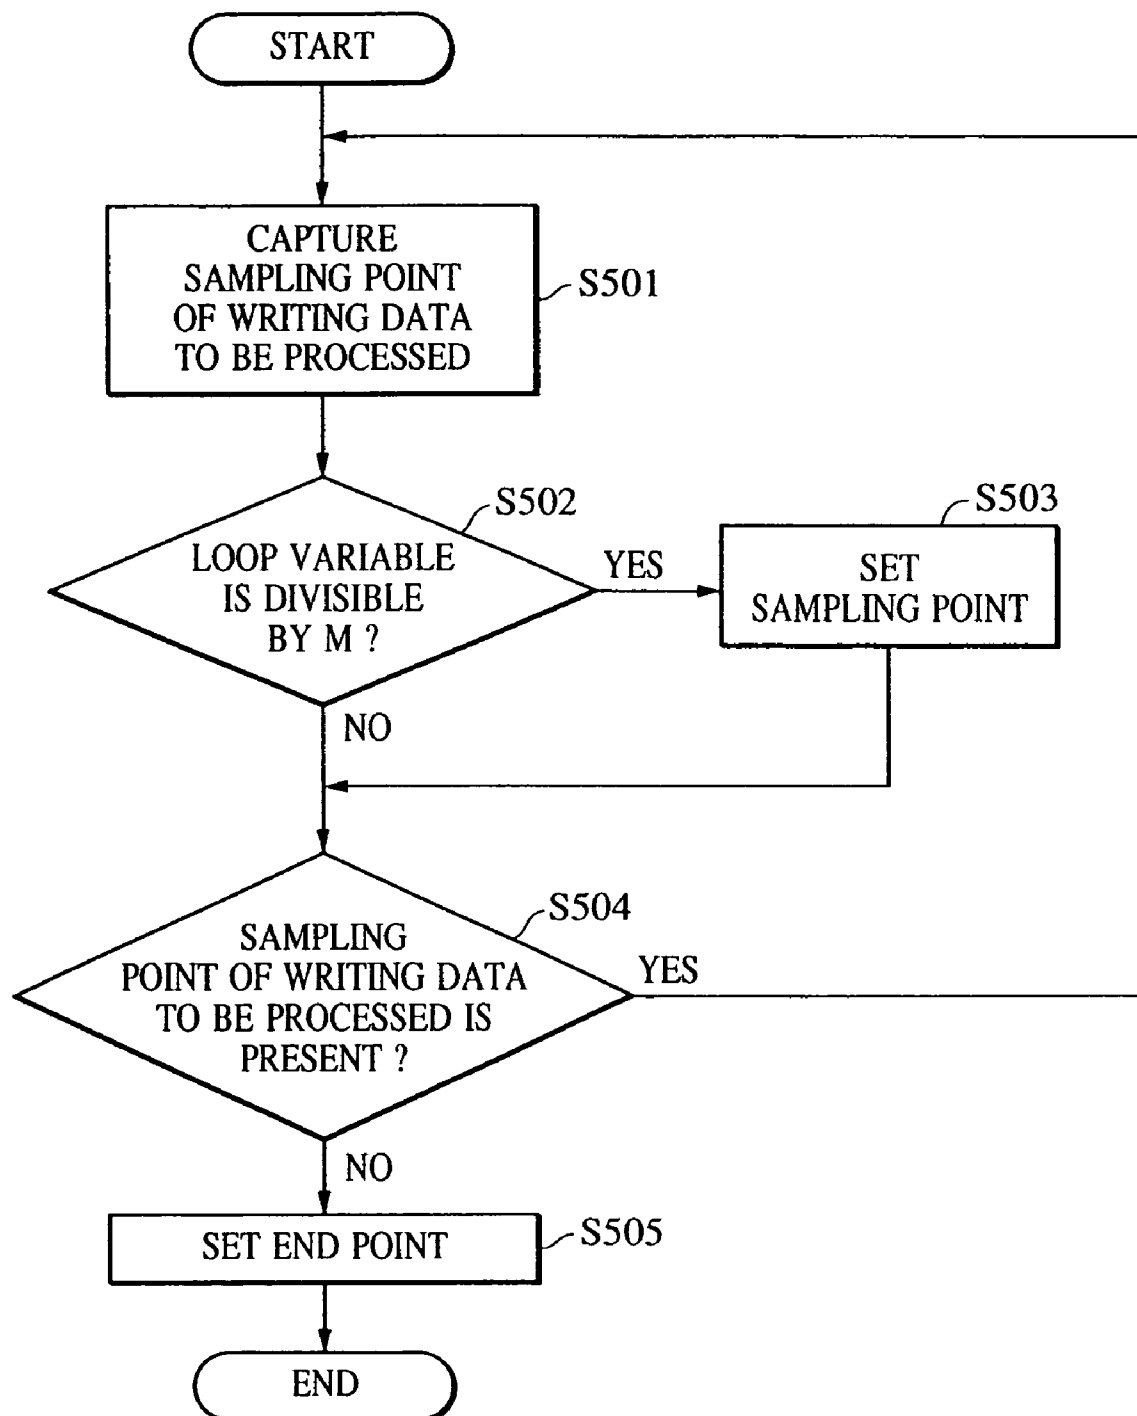 START
CAPTURE
SAMPLING POINT
OF WRITING DATA
TO BE PROCESSED
S501
S502
LOOP VARIABLE
IS DIVISIBLE
BY M ?
YES
S503
SET
SAMPLING POINT
NO
S504
SAMPLING
POINT OF WRITING DATA
TO BE PROCESSED IS
PRESENT ?
YES
NO
SET END POINT
S505
END